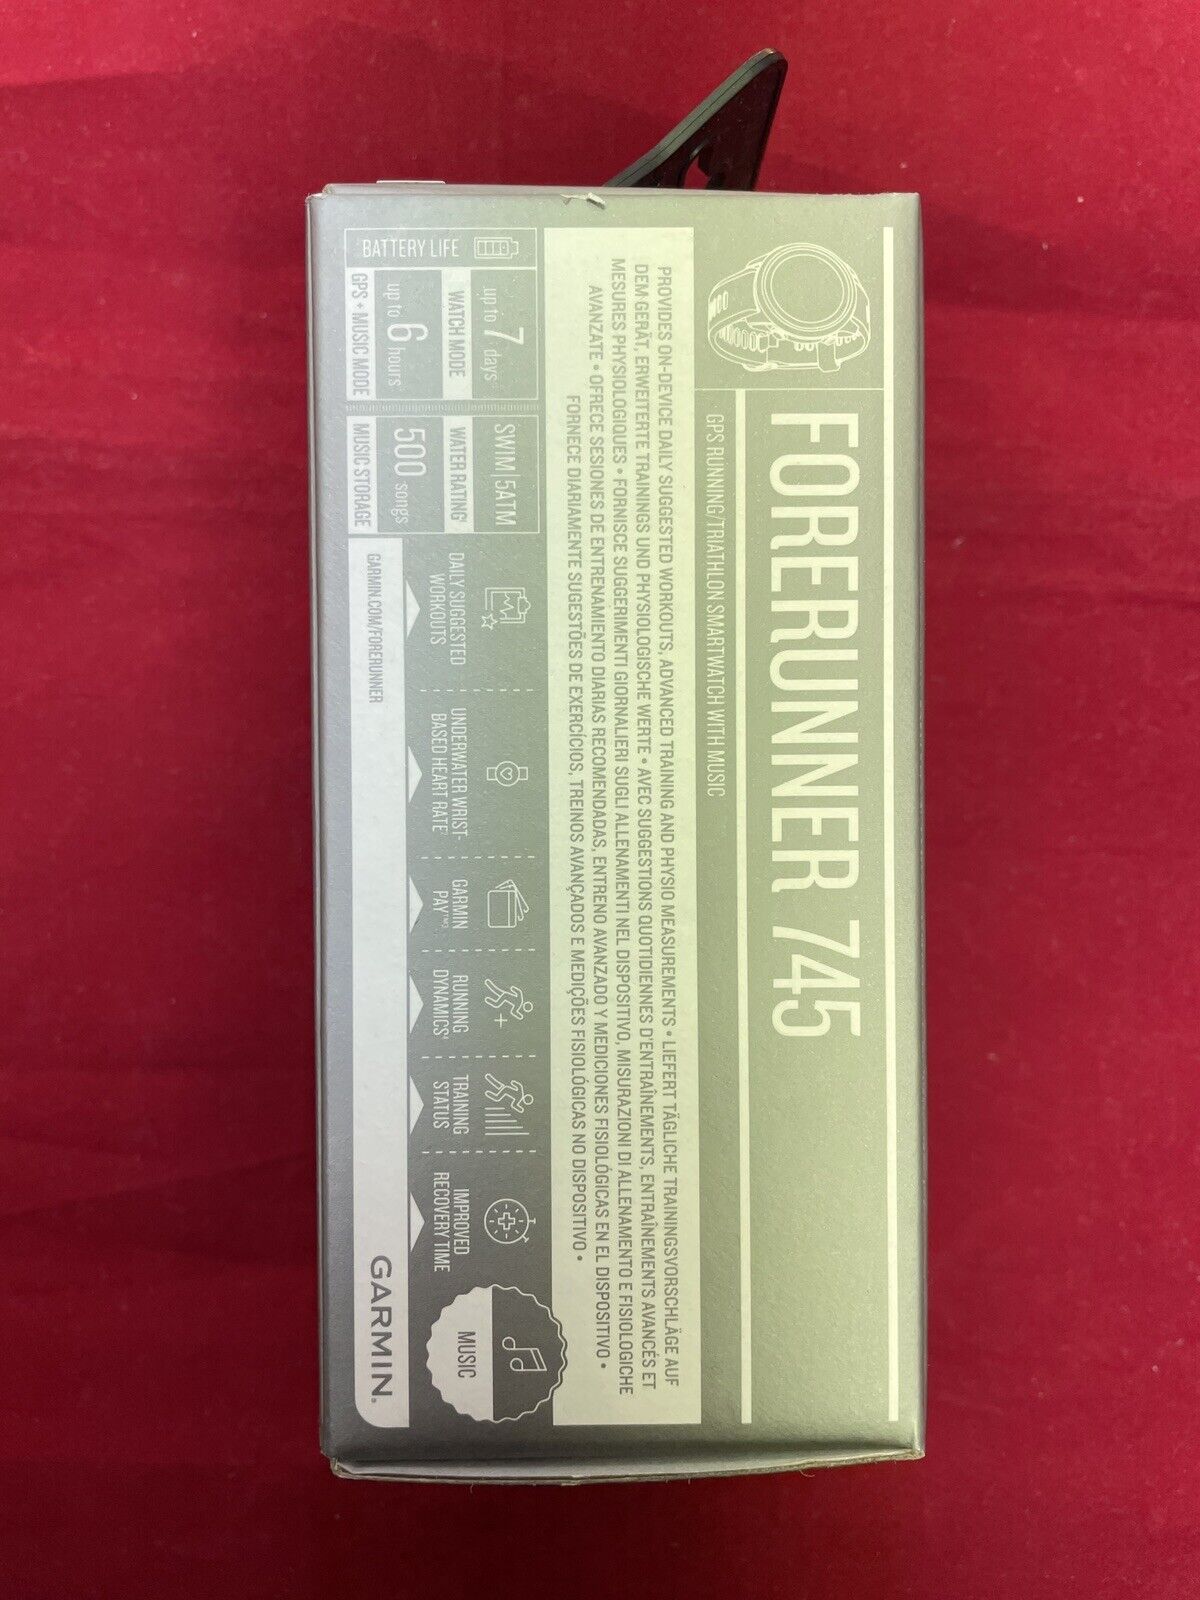 FORERUNNER 745
GPS RUNNING/TRIATHLON SMARTWATCH WITH MUSIC
PROVIDES ON-DEVICE DAILY SUGGESTED WORKOUTS, ADVANCED TRAINING AND PHYSIO MEASUREMENTS • LIEFERT TÄGLICHE TRAININGSVORSCHLÄGE AUF
DEM GERÄT, ERWEITERTE TRAININGS UND PHYSIOLOGISCHE WERTE • AVEC SUGGESTIONS QUOTIDIENNES D'ENTRAÎNEMENTS, ENTRAÎNEMENTS AVANCÉS ET
MESURES PHYSIOLOGIQUES • FORNISCE SUGGERIMENTI GIORNALIERI SUGLI ALLENAMENTI NEL DISPOSITIVO, MISURAZIONI DI ALLENAMENTO E FISIOLOGICHE
AVANZATE • OFRECE SESIONES DE ENTRENAMIENTO DIARIAS RECOMENDADAS, ENTRENO AVANZADO Y MEDICIONES FISIOLÓGICAS EN EL DISPOSITIVO •
FORNECE DIARIAMENTE SUGESTÕES DE EXERCÍCIOS, TREINOS AVANÇADOS E MEDIÇÕES FISIOLÓGICAS NO DISPOSITIVO •
BATTERY LIFE
up to 7 days
WATCH MODE
up to 6 hours
GPS + MUSIC MODE
SWIM | 5ATM
WATER RATING
500 songs
MUSIC STORAGE
DAILY SUGGESTED
WORKOUTS
UNDERWATER WRIST-
BASED HEART RATE²
GARMIN
PAY™³
RUNNING
DYNAMICS⁴
TRAINING
STATUS
IMPROVED
RECOVERY TIME
MUSIC
GARMIN.COM/FORERUNNER
GARMIN®